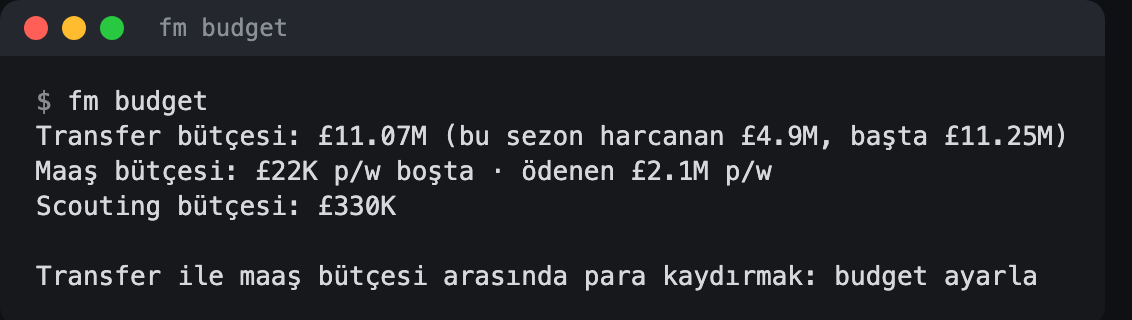 fm budget
$ fm budget
Transfer bütçesi: £11.07M (bu sezon harcanan £4.9M, başta £11.25M)
Maaş bütçesi: £22K p/w boşta · ödenen £2.1M p/w
Scouting bütçesi: £330K
Transfer ile maaş bütçesi arasında para kaydırmak: budget ayarla